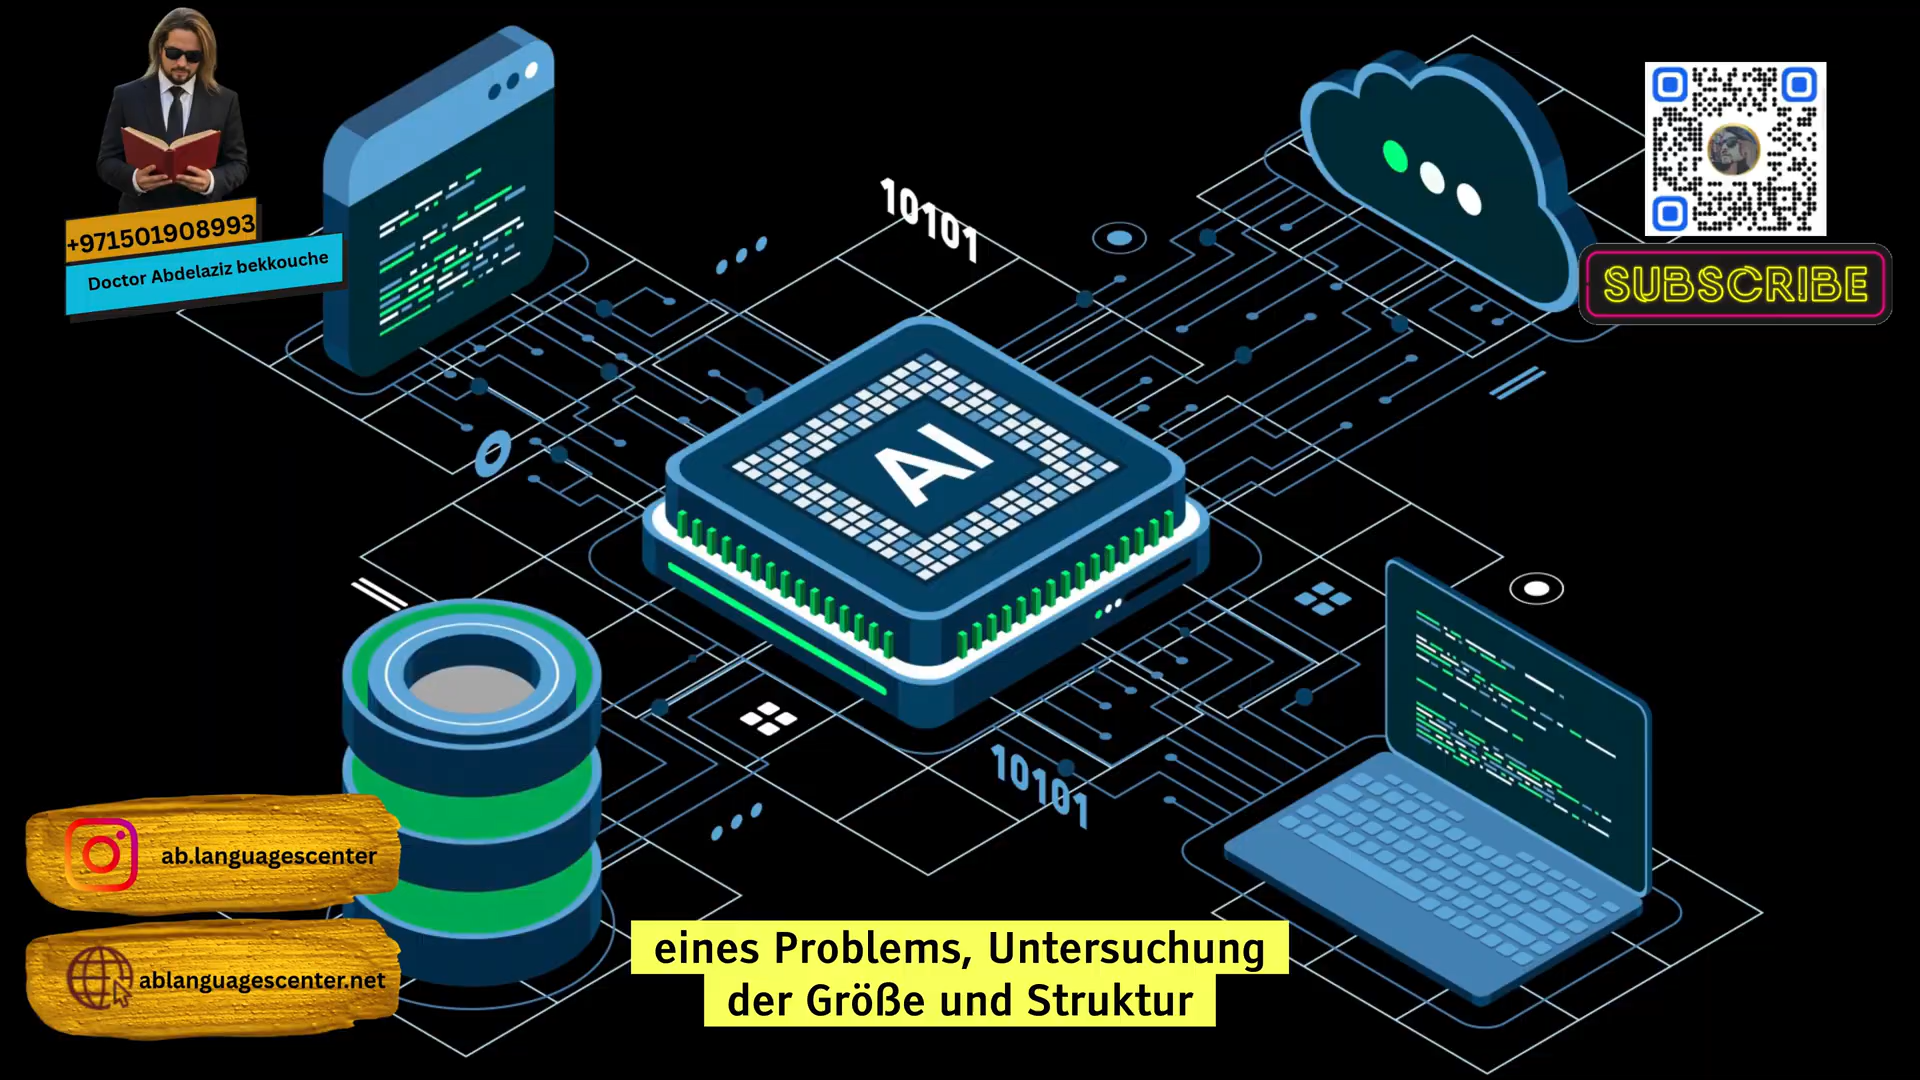 +971501908993
Doctor Abdelaziz bekkouche
10101
SUBSCRIBE
AI
10101
ab.languagescenter
ablanguagescenter.net
eines Problems, Untersuchung
der Größe und Struktur